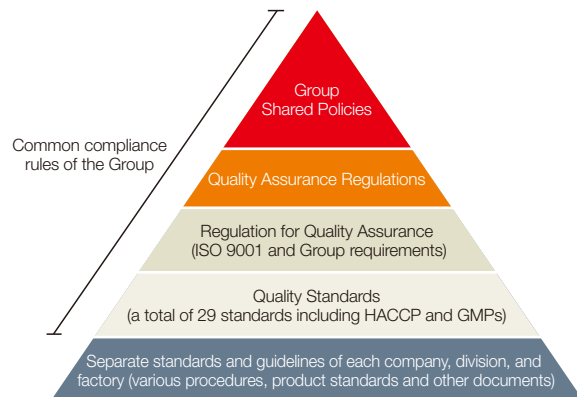 Group
Shared Policies
Common compliance
rules of the Group
Quality Assurance Regulations
Regulation for Quality Assurance
(ISO 9001 and Group requirements)
Quality Standards
(a total of 29 standards including HACCP and GMPs)
Separate standards and guidelines of each company, division, and
factory (various procedures, product standards and other documents)